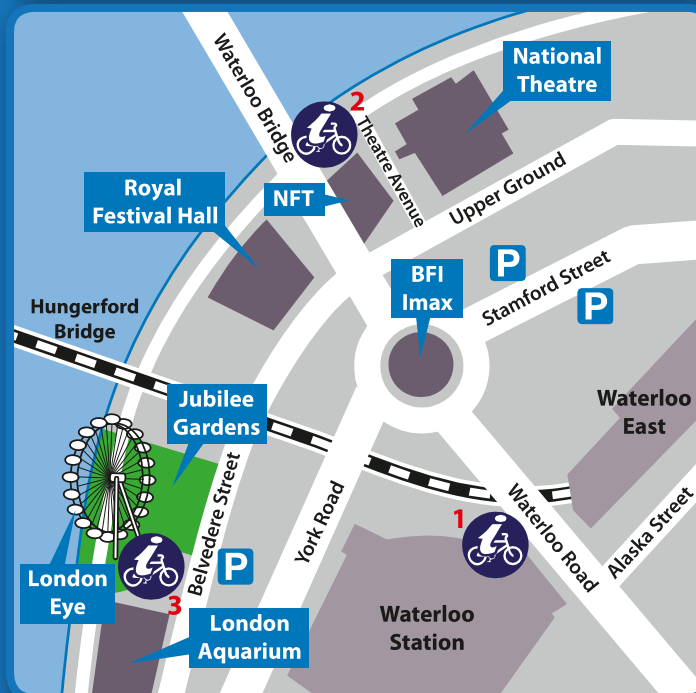 National
Theatre
2
Waterloo Bridge
Theatre Avenue
Royal
Festival Hall
NFT
Upper Ground
BFI
Imax
P
Stamford Street
P
Hungerford
Bridge
Jubilee
Gardens
Waterloo
East
Belvedere Street
York Road
1
Waterloo Road
Alaska Street
P
London
Eye
3
London
Aquarium
Waterloo
Station